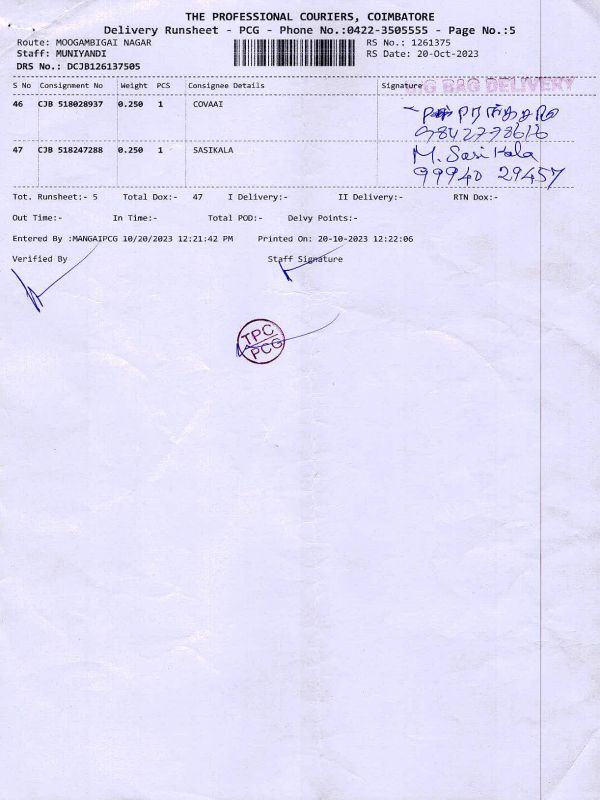 THE PROFESSIONAL COURIERS, COIMBATORE
Delivery Runsheet - PCG - Phone No.:0422-3505555 - Page No.:5
Route: MOOGAMBIGAI NAGAR RS No.: 1261375
Staff: MUNIYANDI RS Date: 20-Oct-2023
DRS No.: DCJB126137505
S No Consignment No Weight PCS Consignee Details Signature G B&G DELIVERY
46 CJB 518028937 0.250 1 COVAAI
47 CJB 518247288 0.250 1 SASIKALA M. Sasikala
99940 29457
Tot. Runsheet:- 5 Total Dox:- 47 I Delivery:- II Delivery:- RTN Dox:-
Out Time:- In Time:- Total POD:- Delvy Points:-
Entered By :MANGAIPCG 10/20/2023 12:21:42 PM Printed On: 20-10-2023 12:22:06
Verified By Staff Signature
TPC
PCG